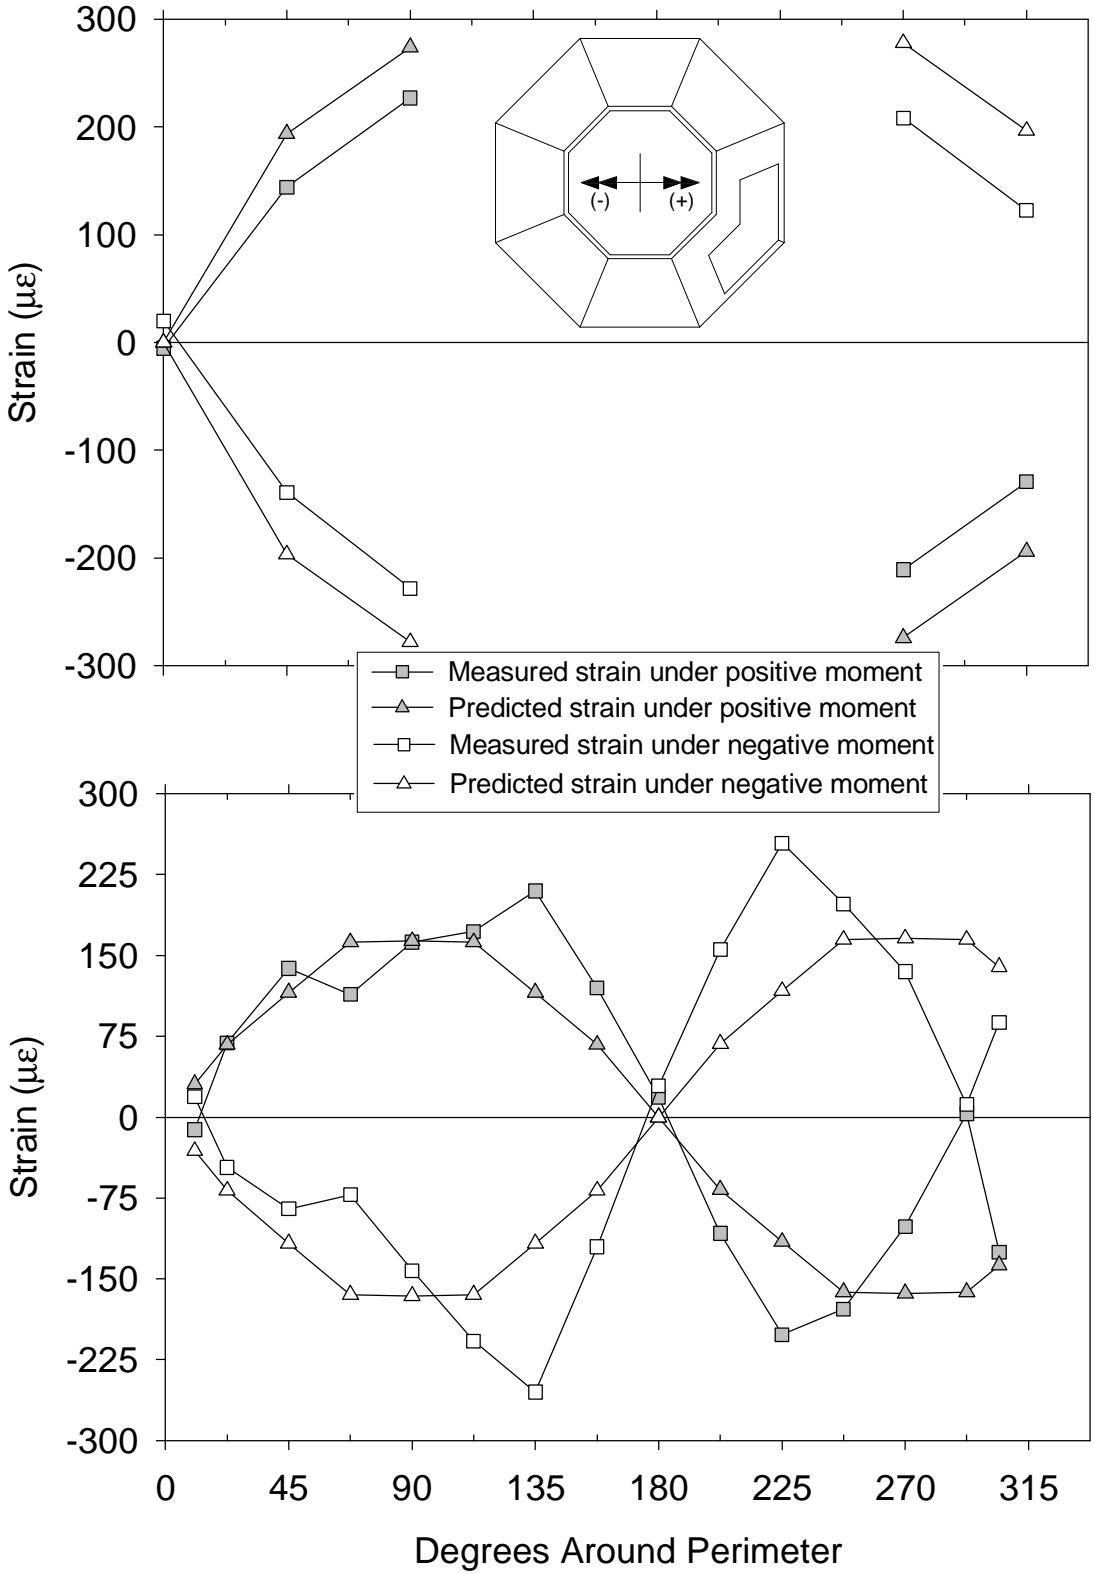 300
200
100
0
-100
-200
-300
Strain (με)
(-)
(+)
Measured strain under positive moment
Predicted strain under positive moment
Measured strain under negative moment
Predicted strain under negative moment
300
225
150
75
0
-75
-150
-225
-300
Strain (με)
0 45 90 135 180 225 270 315
Degrees Around Perimeter